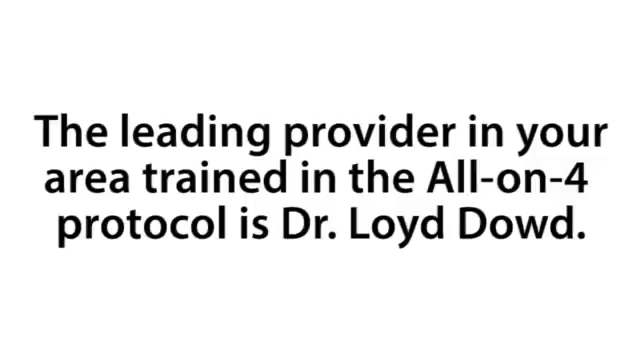 The leading provider in your
area trained in the All-on-4
protocol is Dr. Loyd Dowd.